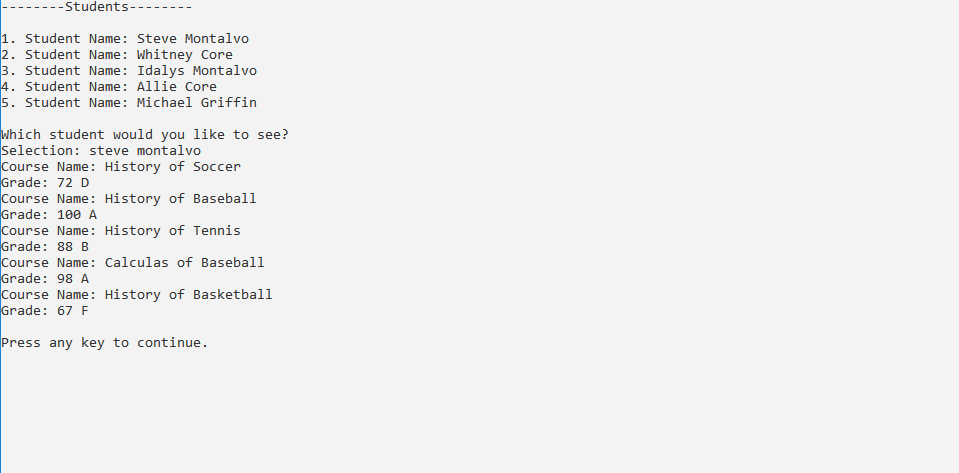 --------Students--------
1. Student Name: Steve Montalvo
2. Student Name: Whitney Core
3. Student Name: Idalys Montalvo
4. Student Name: Allie Core
5. Student Name: Michael Griffin
Which student would you like to see?
Selection: steve montalvo
Course Name: History of Soccer
Grade: 72 D
Course Name: History of Baseball
Grade: 100 A
Course Name: History of Tennis
Grade: 88 B
Course Name: Calculas of Baseball
Grade: 98 A
Course Name: History of Basketball
Grade: 67 F
Press any key to continue.